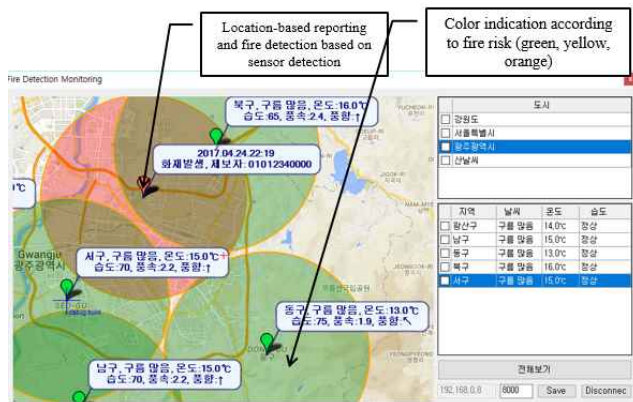 Location-based reporting
and fire detection based on
sensor detection
Color indication according
to fire risk (green, yellow,
orange)
Fire Detection Monitoring
북구, 구름 많음, 온도:16.0℃
습도:65, 풍속:2.4, 풍향:↑
2017.04.24.22:19
화재발생, 제보자: 01012340000
서구, 구름 많음, 온도:15.0℃
습도:70, 풍속:2.2, 풍향:↑
Gwangju
광주광역시
SEO-GU
동구, 구름 많음, 온도:13.0℃
습도:75, 풍속:1.9, 풍향:↖
남구, 구름 많음, 온도:15.0℃
습도:70, 풍속:2.2, 풍향:↑
도시
강원도
서울특별시
광주광역시
산날씨
지역 날씨 온도 습도
광산구 구름 많음 14.0℃ 정상
남구 구름 많음 15.0℃ 정상
동구 구름 많음 13.0℃ 정상
북구 구름 많음 16.0℃ 정상
서구 구름 많음 15.0℃ 정상
전체보기
192.168.0.8 8000 Save Disconnec